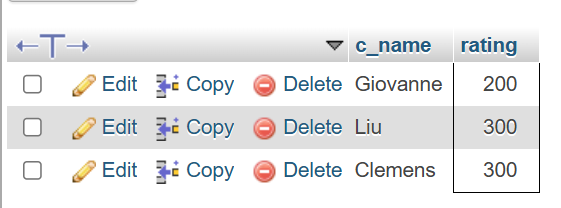 c_name rating
Edit Copy Delete Giovanne 200
Edit Copy Delete Liu 300
Edit Copy Delete Clemens 300